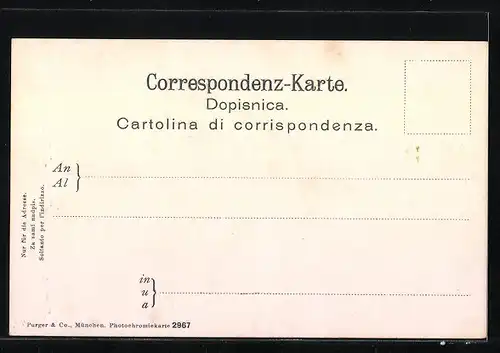 Correspondenz-Karte.
Dopisnica.
Cartolina di corrispondenza.
An
Al
Nur für die Adresse.
Za sami nadpis.
Soltanto per l'indirizzo.
in
u
a
Purger & Co., München. Photochromiekarte 2967